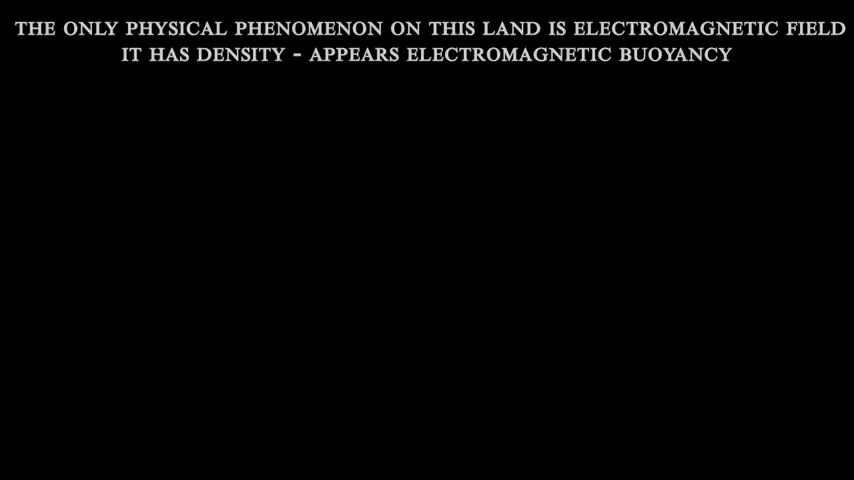 THE ONLY PHYSICAL PHENOMENON ON THIS LAND IS ELECTROMAGNETIC FIELD
IT HAS DENSITY - APPEARS ELECTROMAGNETIC BUOYANCY